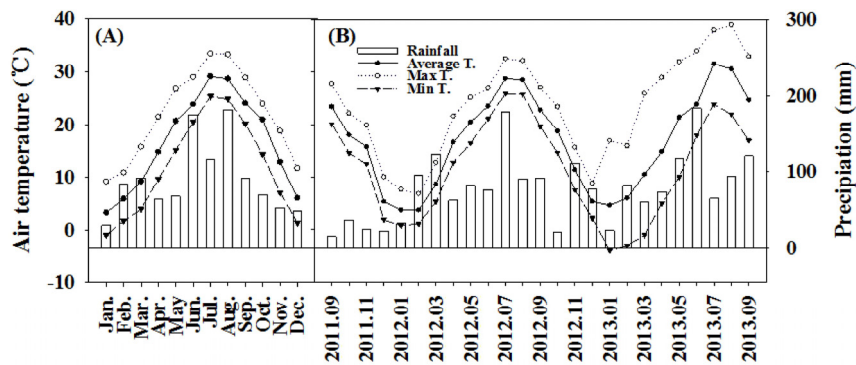 40
30
20
10
0
-10
Air temperature (℃)
(A)
(B)
Rainfall
Average T.
Max T.
Min T.
300
200
100
0
Precipiation (mm)
Jan.
Feb.
Mar.
Apr.
May
Jun.
Jul.
Aug.
Sep.
Oct.
Nov.
Dec.
2011.09
2011.11
2012.01
2012.03
2012.05
2012.07
2012.09
2012.11
2013.01
2013.03
2013.05
2013.07
2013.09